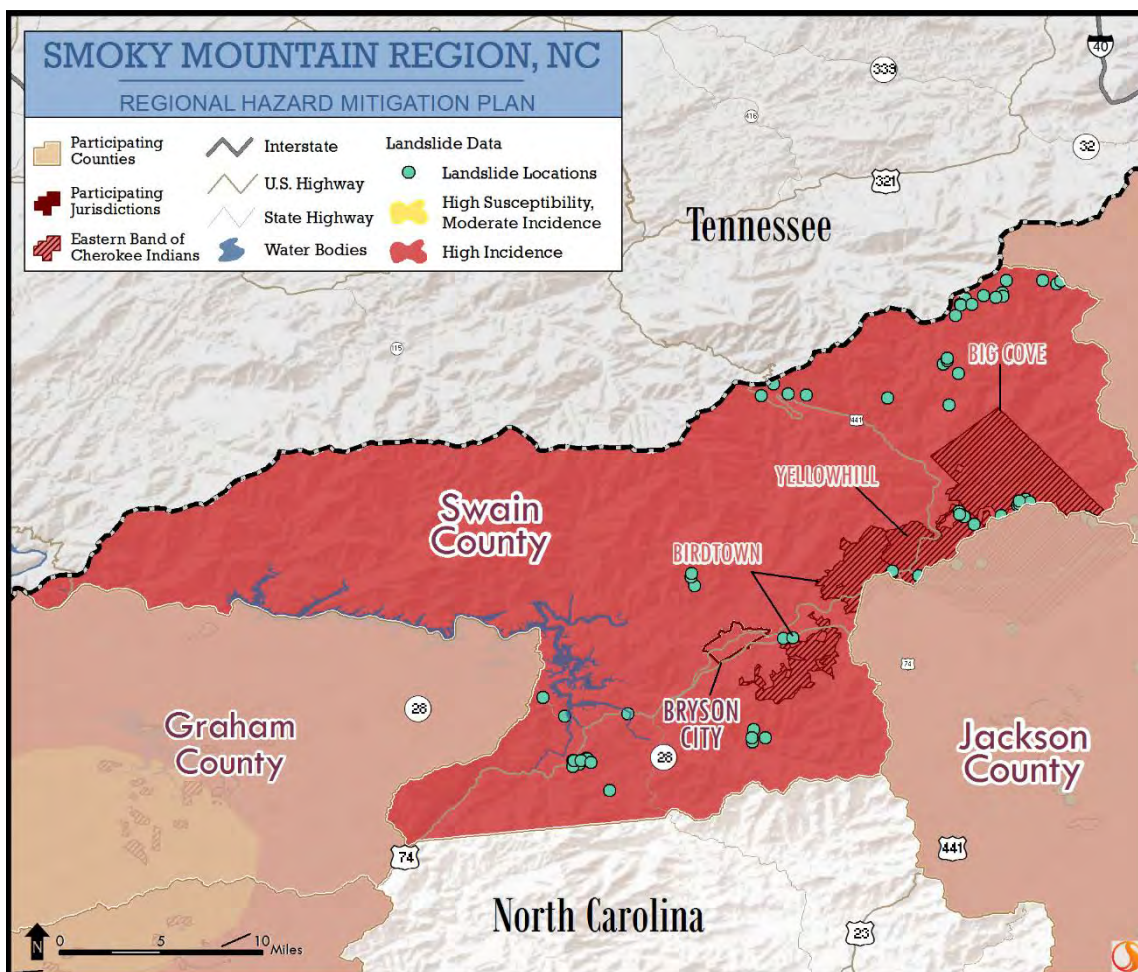 SMOKY MOUNTAIN REGION, NC
REGIONAL HAZARD MITIGATION PLAN
Participating
Counties
Participating
Jurisdictions
Eastern Band of
Cherokee Indians
Interstate
U.S. Highway
State Highway
Water Bodies
Landslide Data
Landslide Locations
High Susceptibility,
Moderate Incidence
High Incidence
40
339
416
32
321
Tennessee
115
BIG COVE
441
YELLOWHILL
Swain
County
BIRDTOWN
74
28
BRYSON
CITY
Graham
County
28
Jackson
County
74
441
North Carolina
23
N
0
5
10
Miles